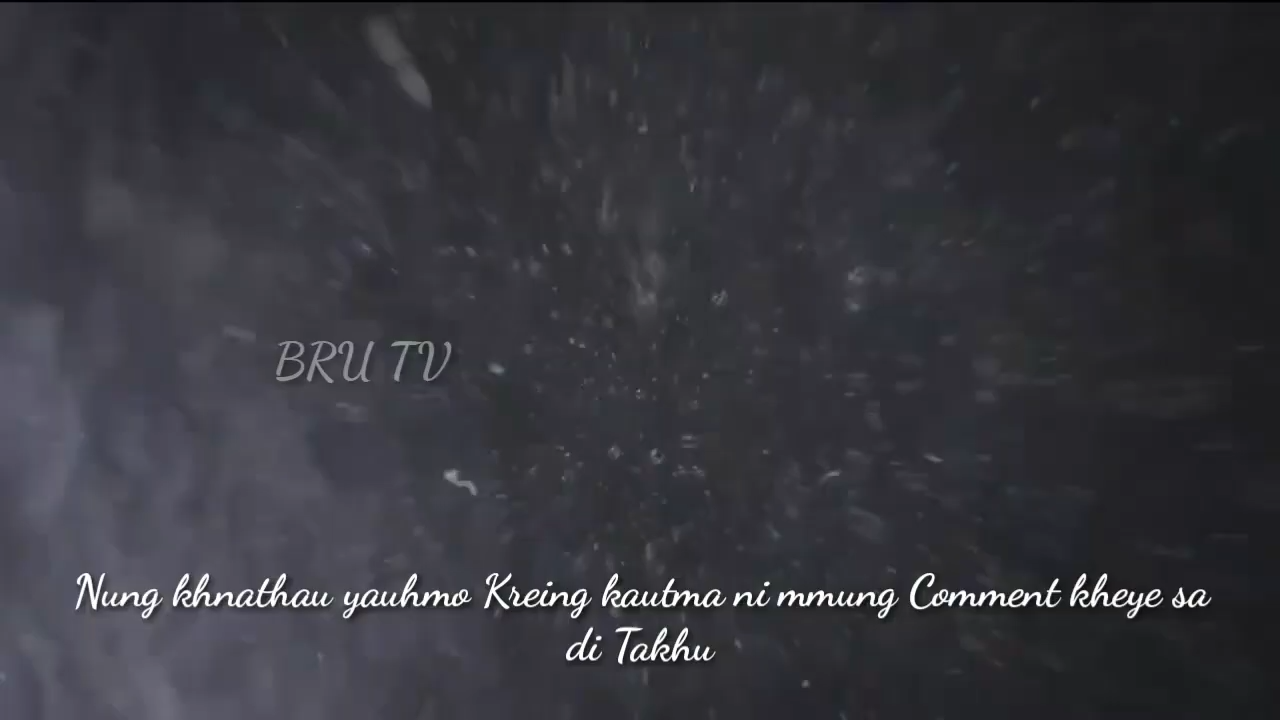 BRU TV
Nung khnathau yauhmo Kreing kautma ni mmung Comment kheye sa
di Takhu